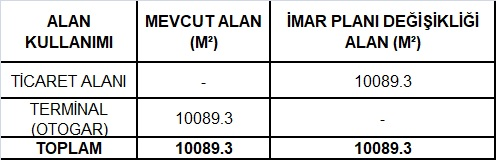 ALAN KULLANIMI MEVCUT ALAN (M²) İMAR PLANI DEĞİŞİKLİĞİ ALAN (M²)
TİCARET ALANI - 10089.3
TERMİNAL (OTOGAR) 10089.3 -
TOPLAM 10089.3 10089.3